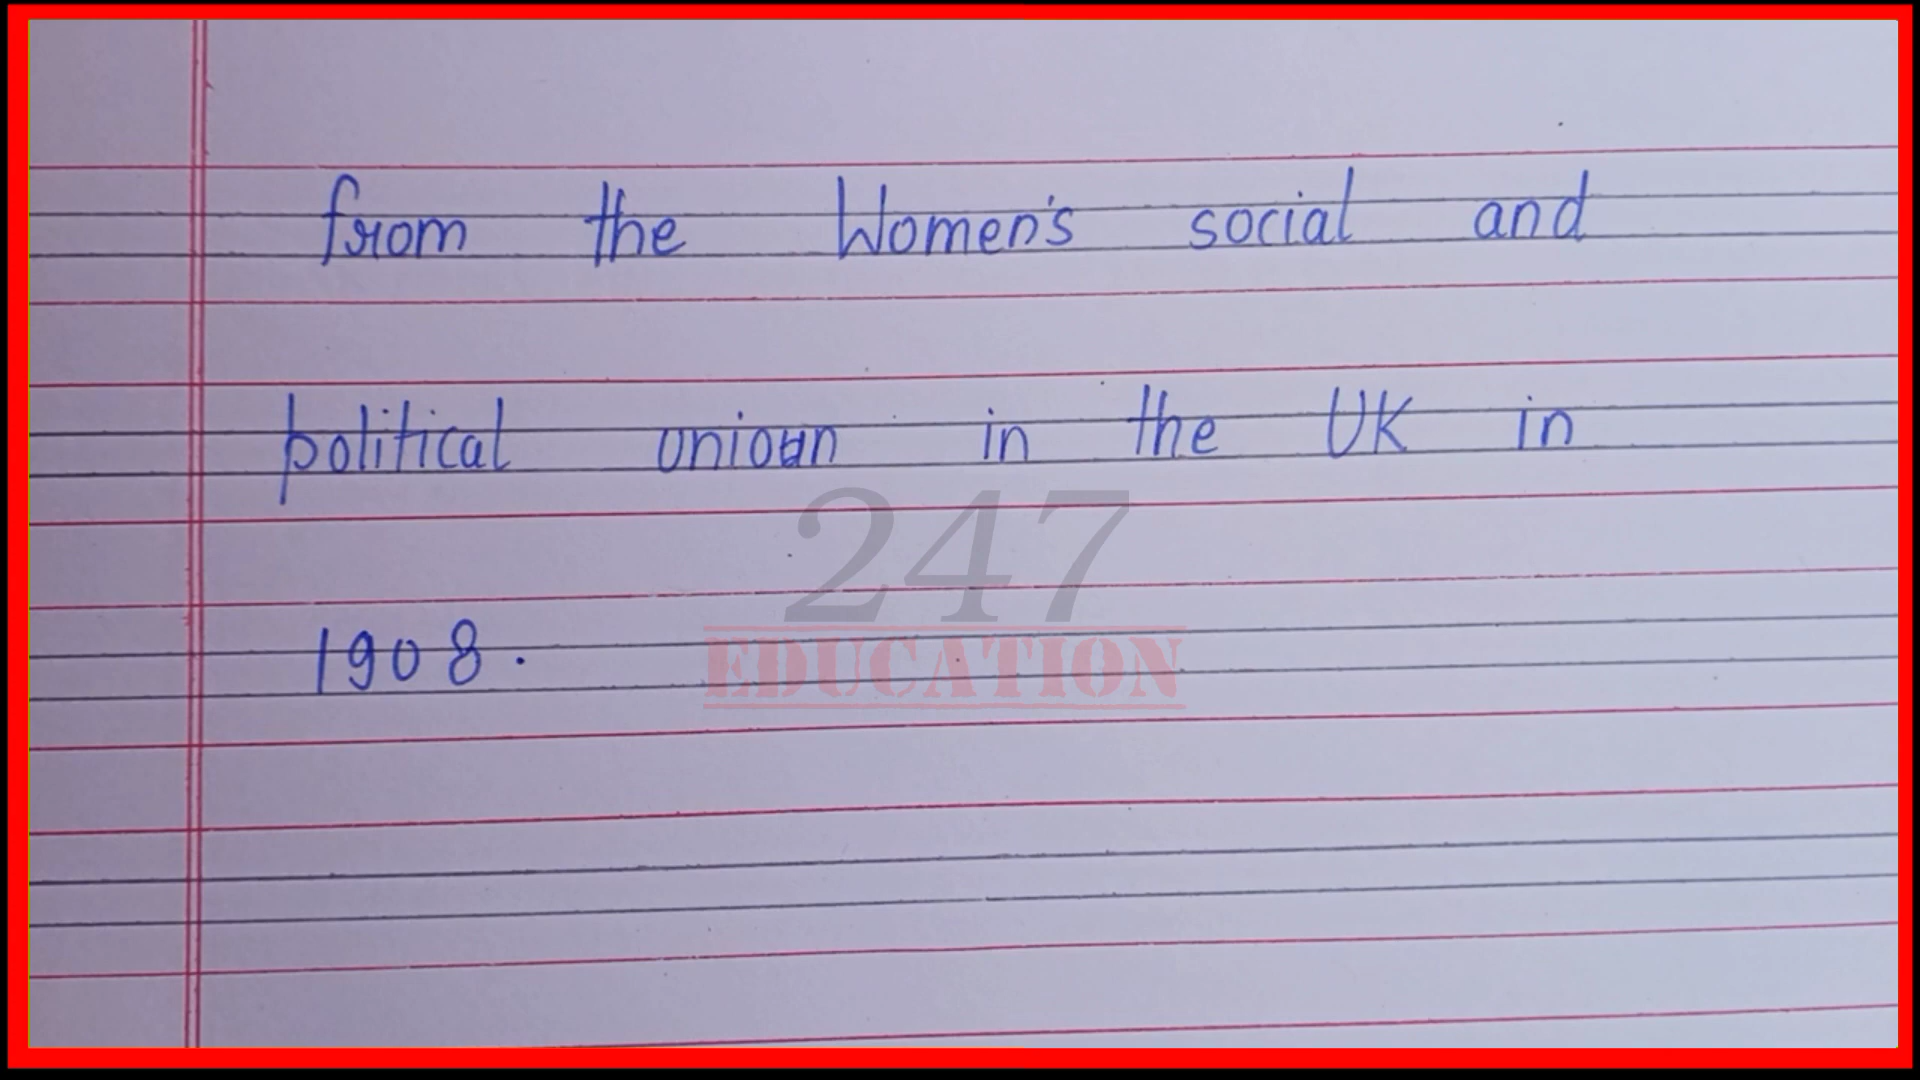 from the Women's social and
political unioun in the UK in
247
EDUCATION
1908.